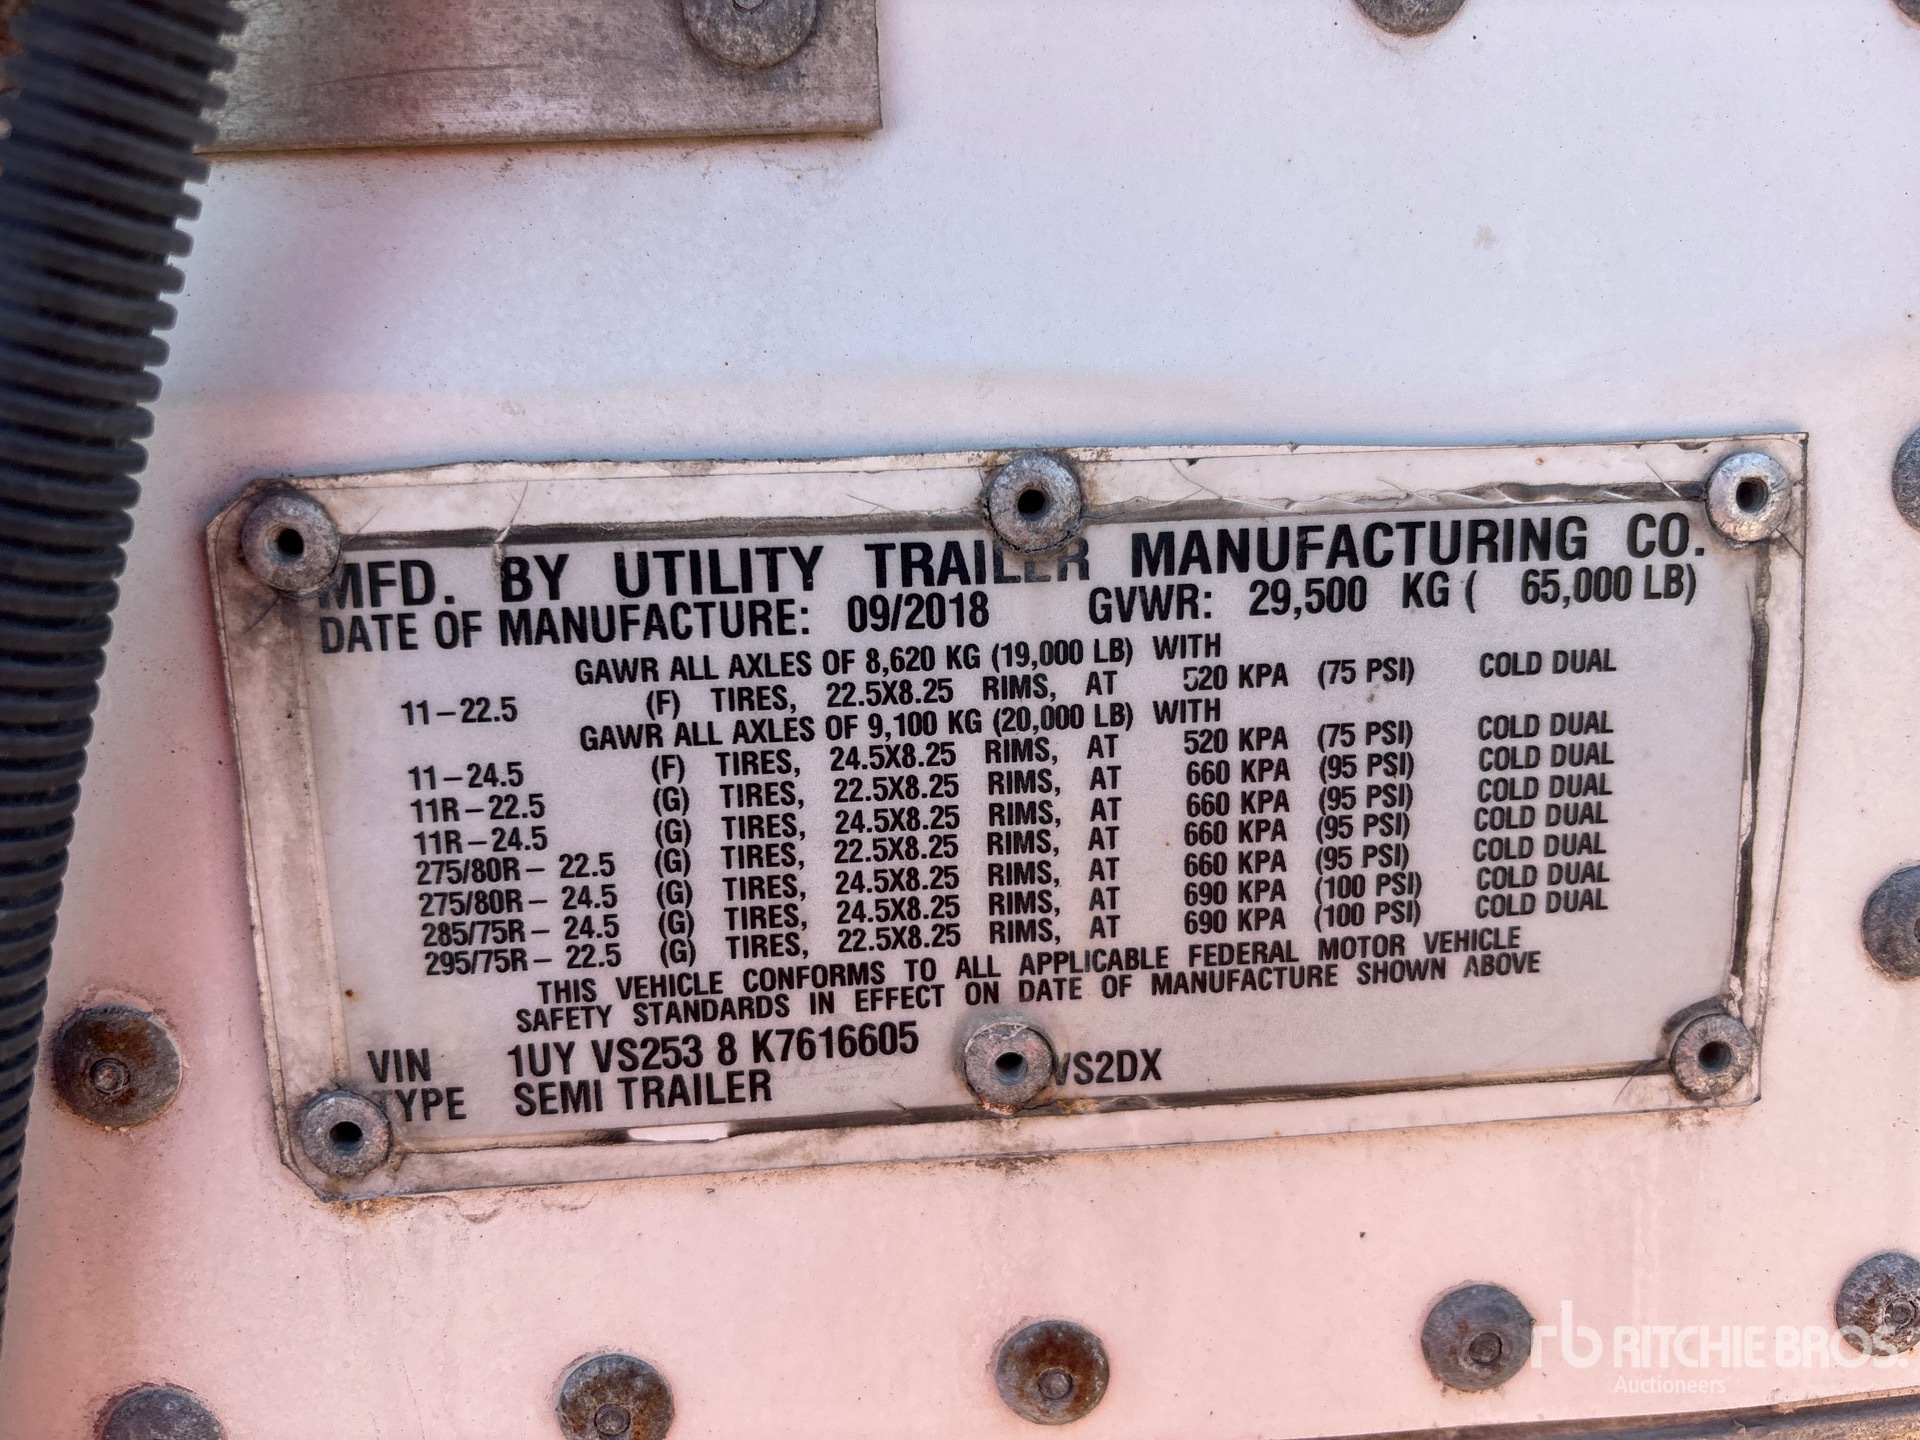 MFD. BY UTILITY TRAILER MANUFACTURING CO.
DATE OF MANUFACTURE: 09/2018 GVWR: 29,500 KG ( 65,000 LB)
GAWR ALL AXLES OF 8,620 KG (19,000 LB) WITH
11-22.5 (F) TIRES, 22.5X8.25 RIMS, AT 520 KPA (75 PSI) COLD DUAL
GAWR ALL AXLES OF 9,100 KG (20,000 LB) WITH
11-24.5 (F) TIRES, 24.5X8.25 RIMS, AT 520 KPA (75 PSI) COLD DUAL
11R-22.5 (G) TIRES, 22.5X8.25 RIMS, AT 660 KPA (95 PSI) COLD DUAL
11R-24.5 (G) TIRES, 24.5X8.25 RIMS, AT 660 KPA (95 PSI) COLD DUAL
275/80R- 22.5 (G) TIRES, 22.5X8.25 RIMS, AT 660 KPA (95 PSI) COLD DUAL
275/80R- 24.5 (G) TIRES, 24.5X8.25 RIMS, AT 660 KPA (95 PSI) COLD DUAL
285/75R- 24.5 (G) TIRES, 24.5X8.25 RIMS, AT 690 KPA (100 PSI) COLD DUAL
295/75R- 22.5 (G) TIRES, 22.5X8.25 RIMS, AT 690 KPA (100 PSI) COLD DUAL
THIS VEHICLE CONFORMS TO ALL APPLICABLE FEDERAL MOTOR VEHICLE
SAFETY STANDARDS IN EFFECT ON DATE OF MANUFACTURE SHOWN ABOVE
VIN 1UY VS253 8 K7616605
TYPE SEMI TRAILER VS2DX
rb RITCHIE BROS.
Auctioneers